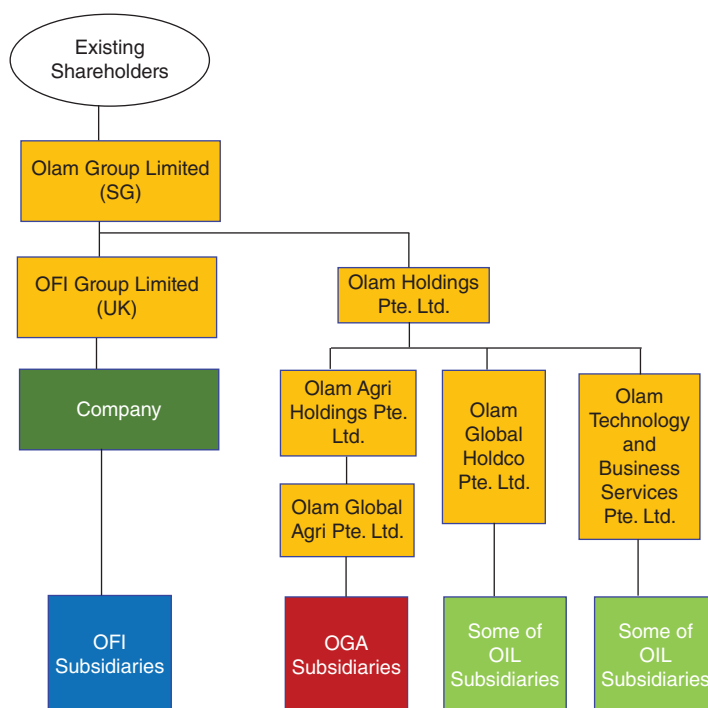 Existing
Shareholders
Olam Group Limited
(SG)
OFI Group Limited
(UK)
Olam Holdings
Pte. Ltd.
Company
Olam Agri
Holdings Pte.
Ltd.
Olam
Global
Holdco
Pte. Ltd.
Olam
Technology
and
Business
Services
Pte. Ltd.
Olam Global
Agri Pte. Ltd.
OFI
Subsidiaries
OGA
Subsidiaries
Some of
OIL
Subsidiaries
Some of
OIL
Subsidiaries